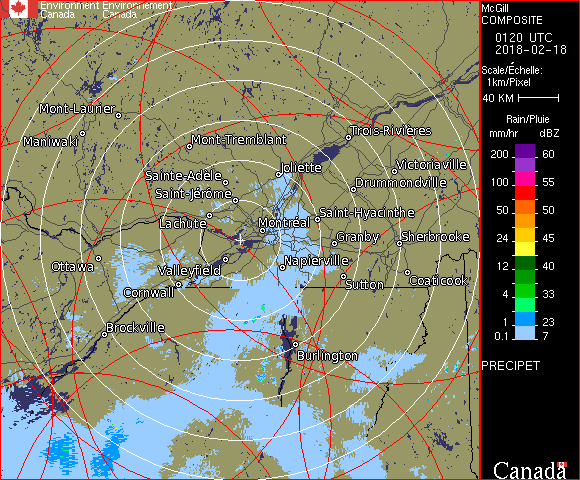 Environment Environnement
Canada Canada
McGill
COMPOSITE
0120 UTC
2018-02-18
Scale/Échelle:
1km/Pixel
40 KM
Rain/Pluie
mm/hr dBZ
200 60
100 55
50 50
24 45
12 40
4 33
1 23
0.1 7
PRECIPET
Canada
Mont-Laurier
Maniwaki
Mont-Tremblant
Trois-Rivières
Sainte-Adèle
Joliette
Victoriaville
Saint-Jérôme
Drummondville
Lachute
Montréal
Saint-Hyacinthe
Granby
Sherbrooke
Ottawa
Valleyfield
Napierville
Cornwall
Sutton
Coaticook
Brockville
Burlington